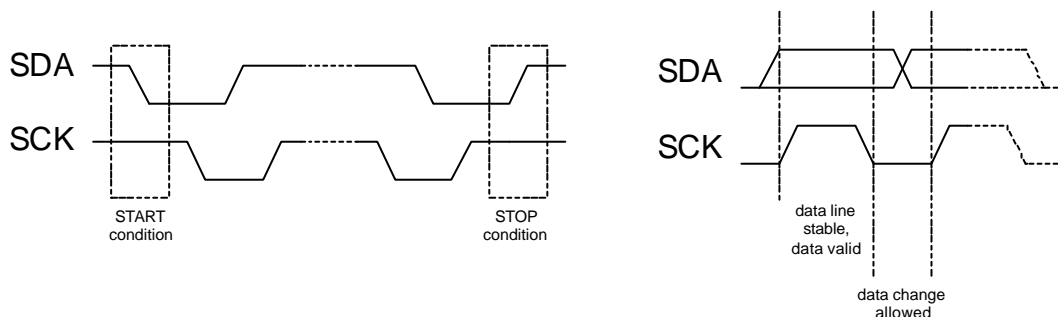 SDA
SCK
START
condition
STOP
condition
SDA
SCK
data line
stable,
data valid
data change
allowed